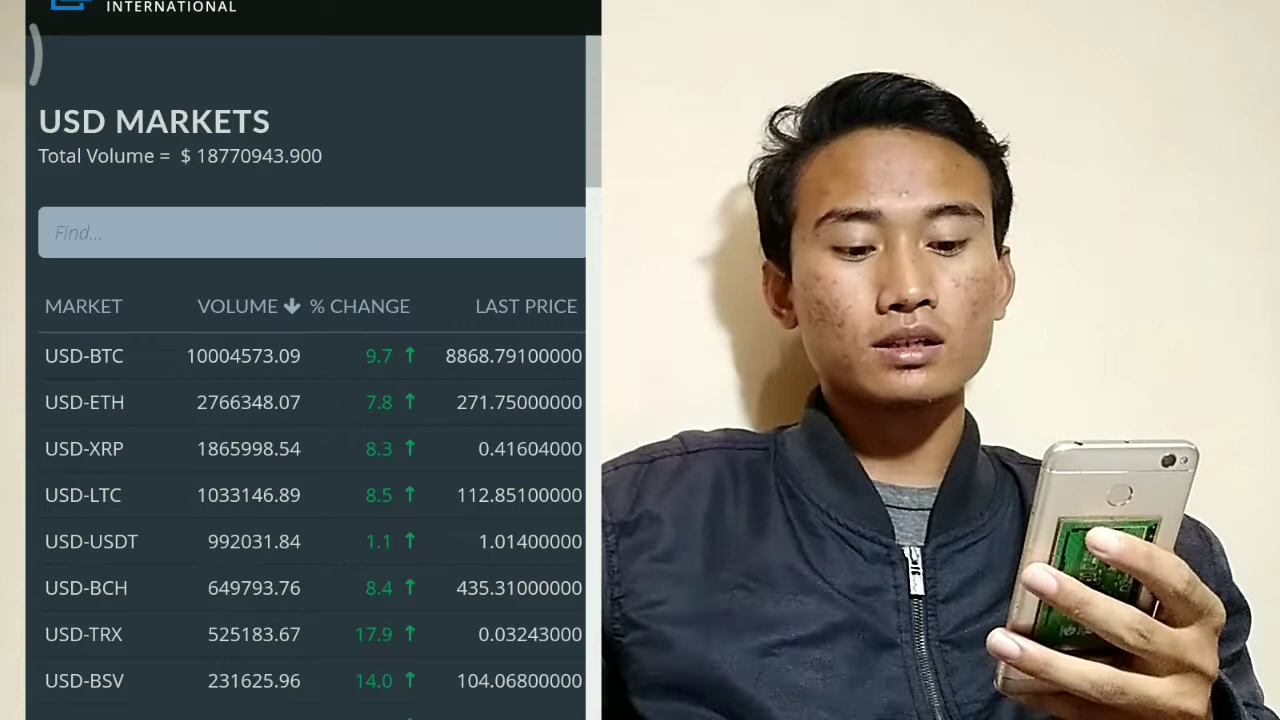 INTERNATIONAL
USD MARKETS
Total Volume = $ 18770943.900
Find...
MARKET VOLUME % CHANGE LAST PRICE
USD-BTC 10004573.09 9.7 ↑ 8868.79100000
USD-ETH 2766348.07 7.8 ↑ 271.75000000
USD-XRP 1865998.54 8.3 ↑ 0.41604000
USD-LTC 1033146.89 8.5 ↑ 112.85100000
USD-USDT 992031.84 1.1 ↑ 1.01400000
USD-BCH 649793.76 8.4 ↑ 435.31000000
USD-TRX 525183.67 17.9 ↑ 0.03243000
USD-BSV 231625.96 14.0 ↑ 104.06800000